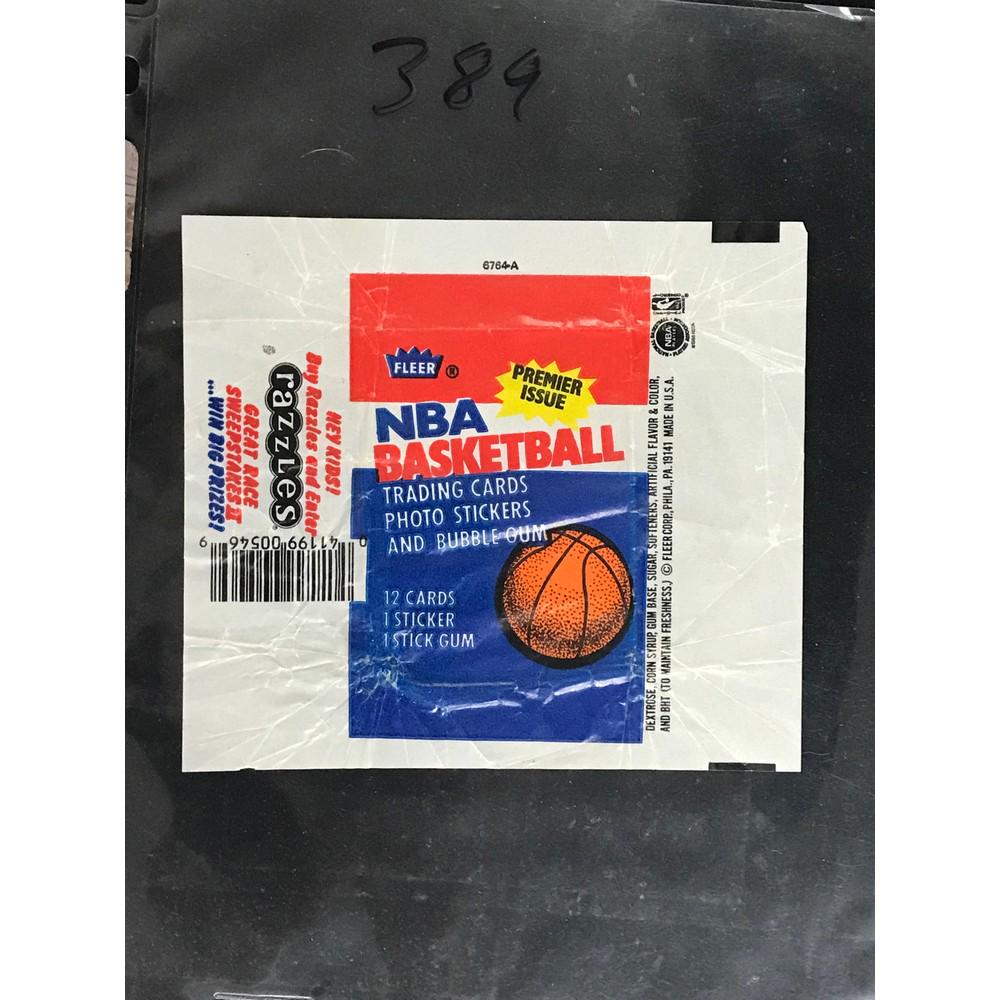 389
6764-A
FLEER ®
PREMIER
ISSUE
NBA
BASKETBALL
TRADING CARDS
PHOTO STICKERS
AND BUBBLE GUM
12 CARDS
1 STICKER
1 STICK GUM
HEY KIDS!
Buy Razzles and Enter
razzLes
GREAT RACE
SWEEPSTAKES II
...WIN BIG PRIZES!
0 41199 00546 9
DEXTROSE, CORN SYRUP, GUM BASE, SUGAR, SOFTENERS, ARTIFICIAL FLAVOR & COLOR,
AND BHT (TO MAINTAIN FRESHNESS.) © FLEER CORP., PHILA., PA. 19141 MADE IN U.S.A.
NBA